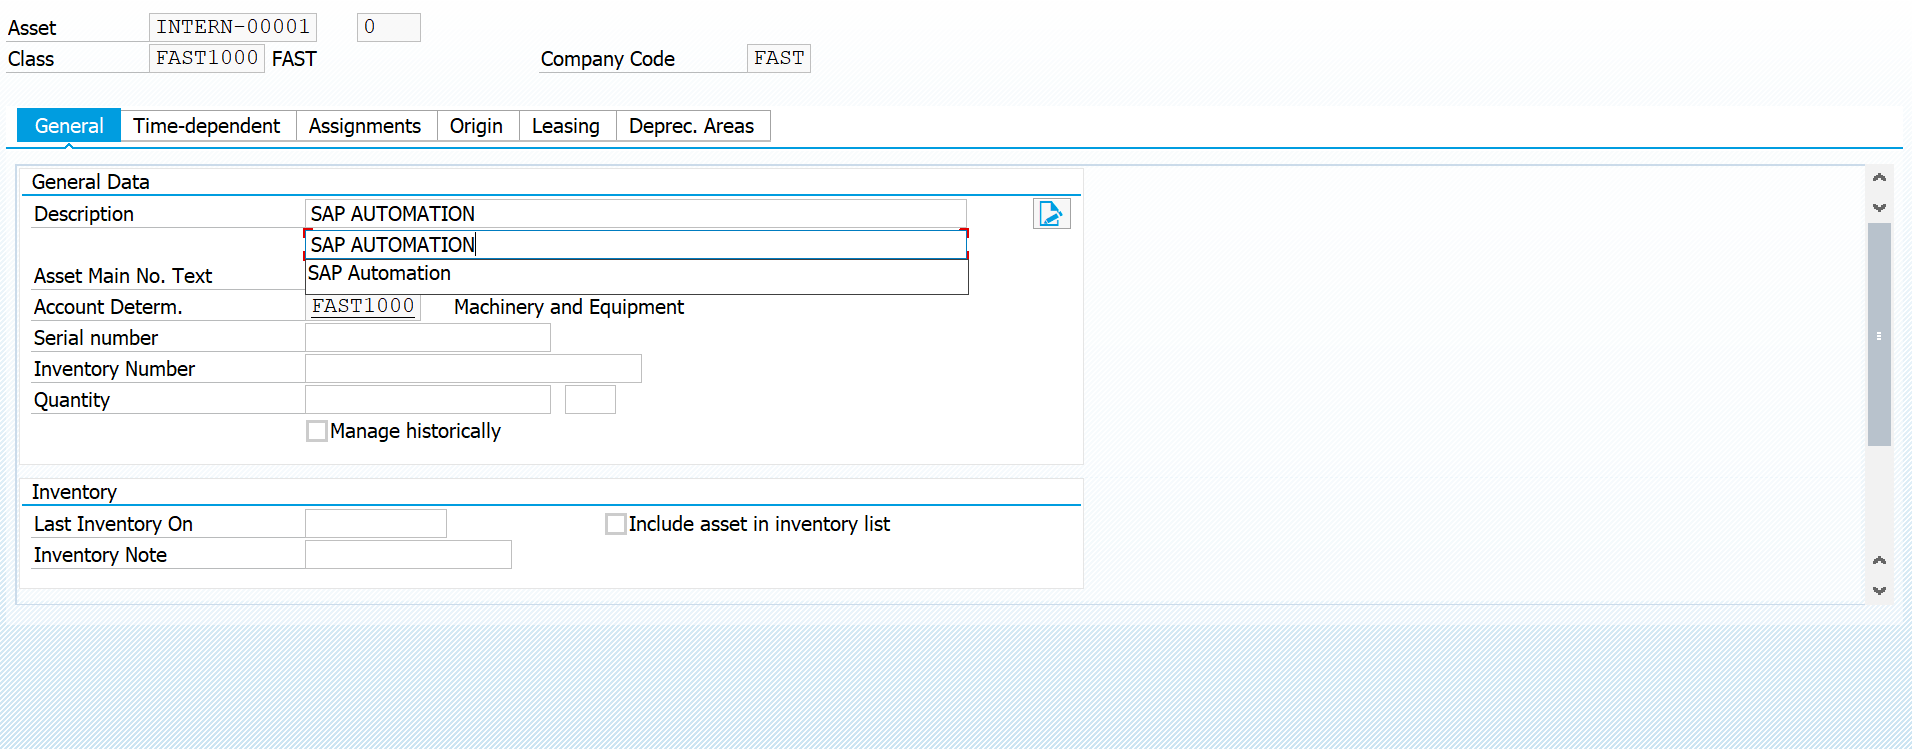 Asset INTERN-00001 0
Class FAST1000 FAST Company Code FAST
General Time-dependent Assignments Origin Leasing Deprec. Areas
General Data
Description SAP AUTOMATION
SAP AUTOMATION
SAP Automation
Asset Main No. Text
Account Determ. FAST1000 Machinery and Equipment
Serial number
Inventory Number
Quantity
Manage historically
Inventory
Last Inventory On Include asset in inventory list
Inventory Note